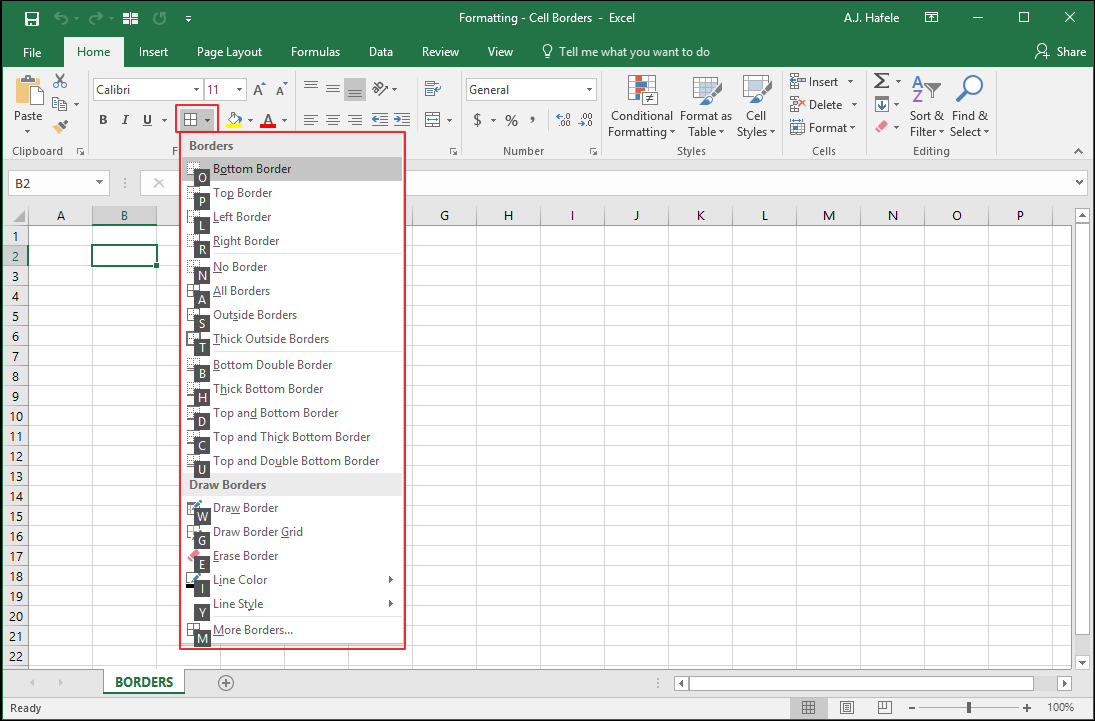 Formatting - Cell Borders - Excel
A.J. Hafele
File Home Insert Page Layout Formulas Data Review View Tell me what you want to do Share
Paste
Clipboard
Calibri 11
B I U
A A
A
F
General
$ % ,
.0 .00
.00 .0
Number
Conditional Formatting
Format as Table
Cell Styles
Styles
Insert
Delete
Format
Cells
Sort & Filter
Find & Select
Editing
B2
A B G H I J K L M N O P
1
2
3
4
5
6
7
8
9
10
11
12
13
14
15
16
17
18
19
20
21
22
Borders
O Bottom Border
P Top Border
L Left Border
R Right Border
N No Border
A All Borders
S Outside Borders
T Thick Outside Borders
B Bottom Double Border
H Thick Bottom Border
D Top and Bottom Border
C Top and Thick Bottom Border
U Top and Double Bottom Border
Draw Borders
W Draw Border
G Draw Border Grid
E Erase Border
I Line Color
Y Line Style
M More Borders...
BORDERS
Ready
100%